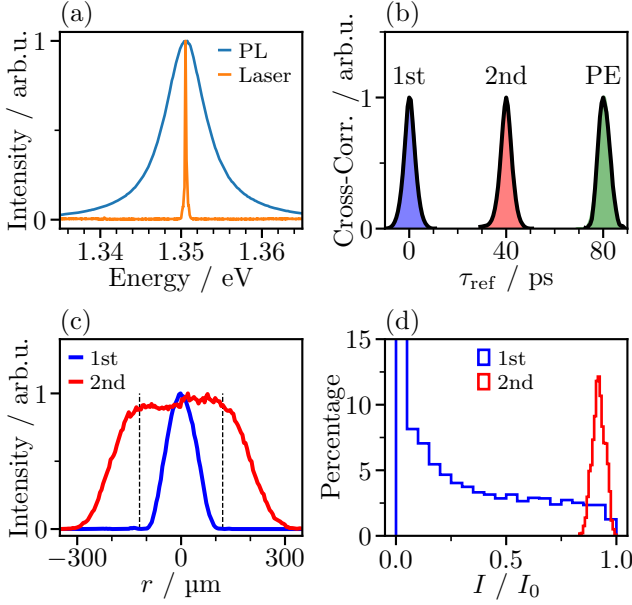 (a)
Intensity / arb.u.
1
0
PL
Laser
1.34 1.35 1.36
Energy / eV
(b)
Cross-Corr. / arb.u.
1
0
1st 2nd PE
0 40 80
τref / ps
(c)
Intensity / arb.u.
1
0
1st
2nd
−300 0 300
r / µm
(d)
Percentage
15
10
5
0
1st
2nd
0.0 0.5 1.0
I / I0